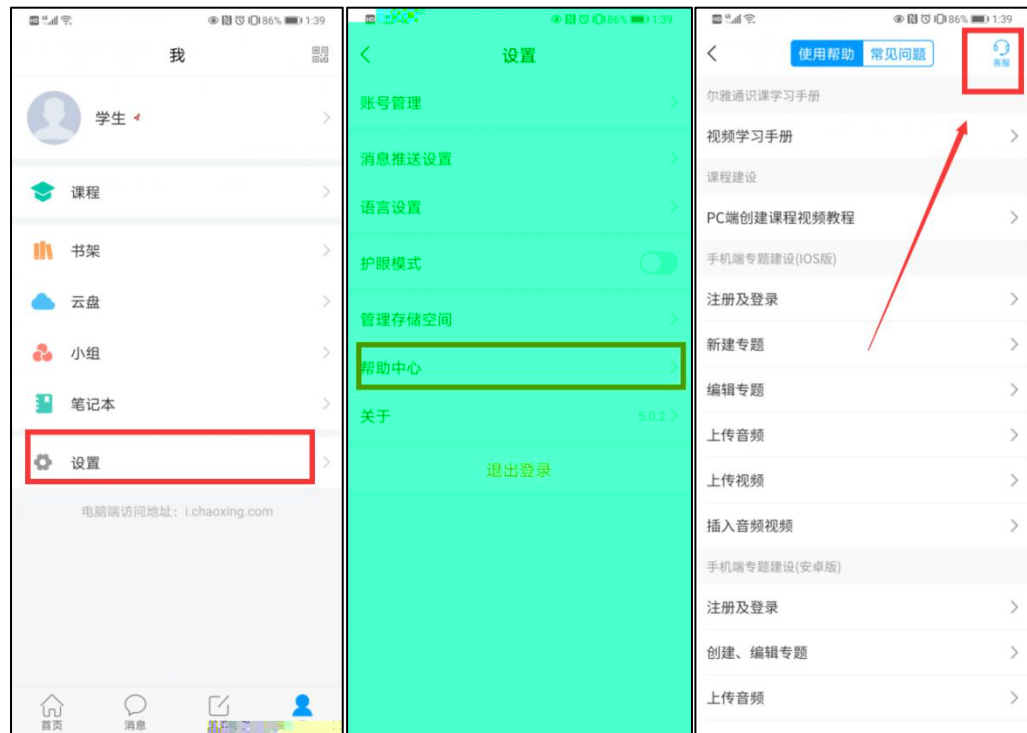 HD 86% 1:39
我
学生
课程
书架
云盘
小组
笔记本
设置
电脑端访问地址：i.chaoxing.com
首页
消息
HD 86% 1:39
设置
账号管理
消息推送设置
语言设置
护眼模式
管理存储空间
帮助中心
关于 5.0.2
退出登录
HD 86% 1:39
使用帮助 常见问题 客服
尔雅通识课学习手册
视频学习手册
课程建设
PC端创建课程视频教程
手机端专题建设(IOS版)
注册及登录
新建专题
编辑专题
上传音频
上传视频
插入音频视频
手机端专题建设(安卓版)
注册及登录
创建、编辑专题
上传音频